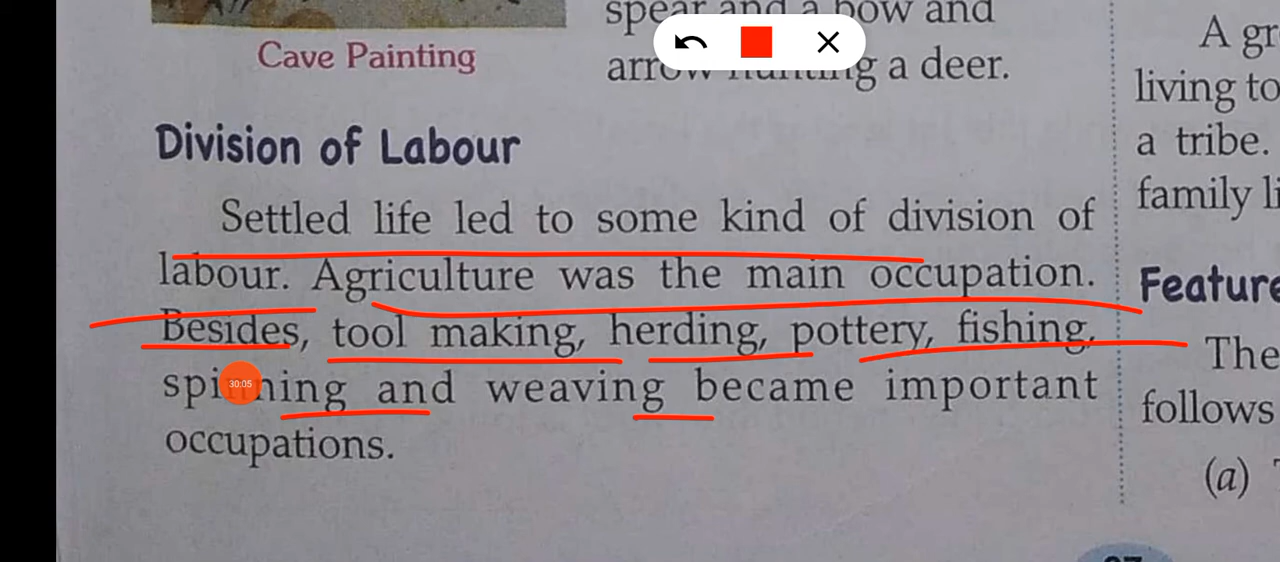 spear and a bow and
arrow hunting a deer.
Cave Painting
Division of Labour
Settled life led to some kind of division of
labour. Agriculture was the main occupation.
Besides, tool making, herding, pottery, fishing,
spinning and weaving became important
occupations.
30:05
A gr
living to
a tribe.
family li
Feature
The
follows
(a)